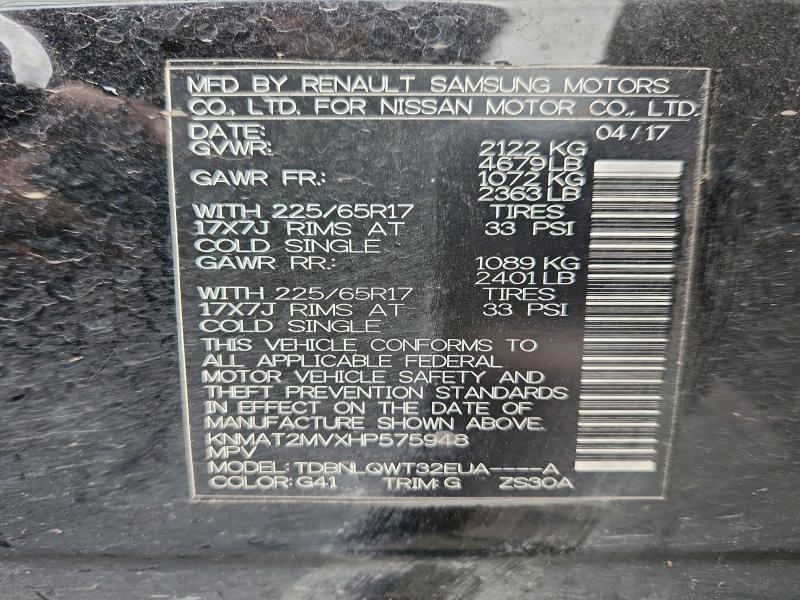 MFD BY RENAULT SAMSUNG MOTORS
CO., LTD. FOR NISSAN MOTOR CO., LTD.
DATE: 04/17
GVWR: 2122 KG
4679LB
GAWR FR.: 1072 KG
2363 LB
WITH 225/65R17 TIRES
17X7J RIMS AT 33 PSI
COLD SINGLE
GAWR RR.: 1089 KG
2401 LB
WITH 225/65R17 TIRES
17X7J RIMS AT 33 PSI
COLD SINGLE
THIS VEHICLE CONFORMS TO
ALL APPLICABLE FEDERAL
MOTOR VEHICLE SAFETY AND
THEFT PREVENTION STANDARDS
IN EFFECT ON THE DATE OF
MANUFACTURE SHOWN ABOVE.
KNMAT2MVXHP575948
MPV
MODEL: TDBNLQWT32EUA----A
COLOR: G41 TRIM: G ZS30A